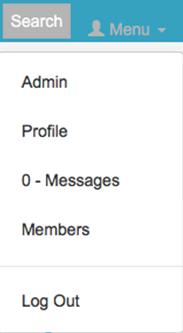 Search
Menu
Admin
Profile
0 - Messages
Members
Log Out